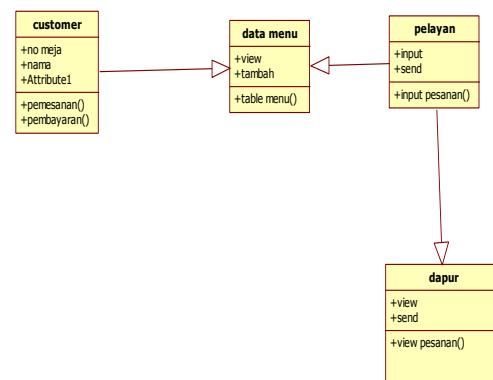 customer
+no meja
+nama
+Attribute1
+pemesanan()
+pembayaran()
data menu
+view
+tambah
+table menu()
pelayan
+input
+send
+input pesanan()
dapur
+view
+send
+view pesanan()